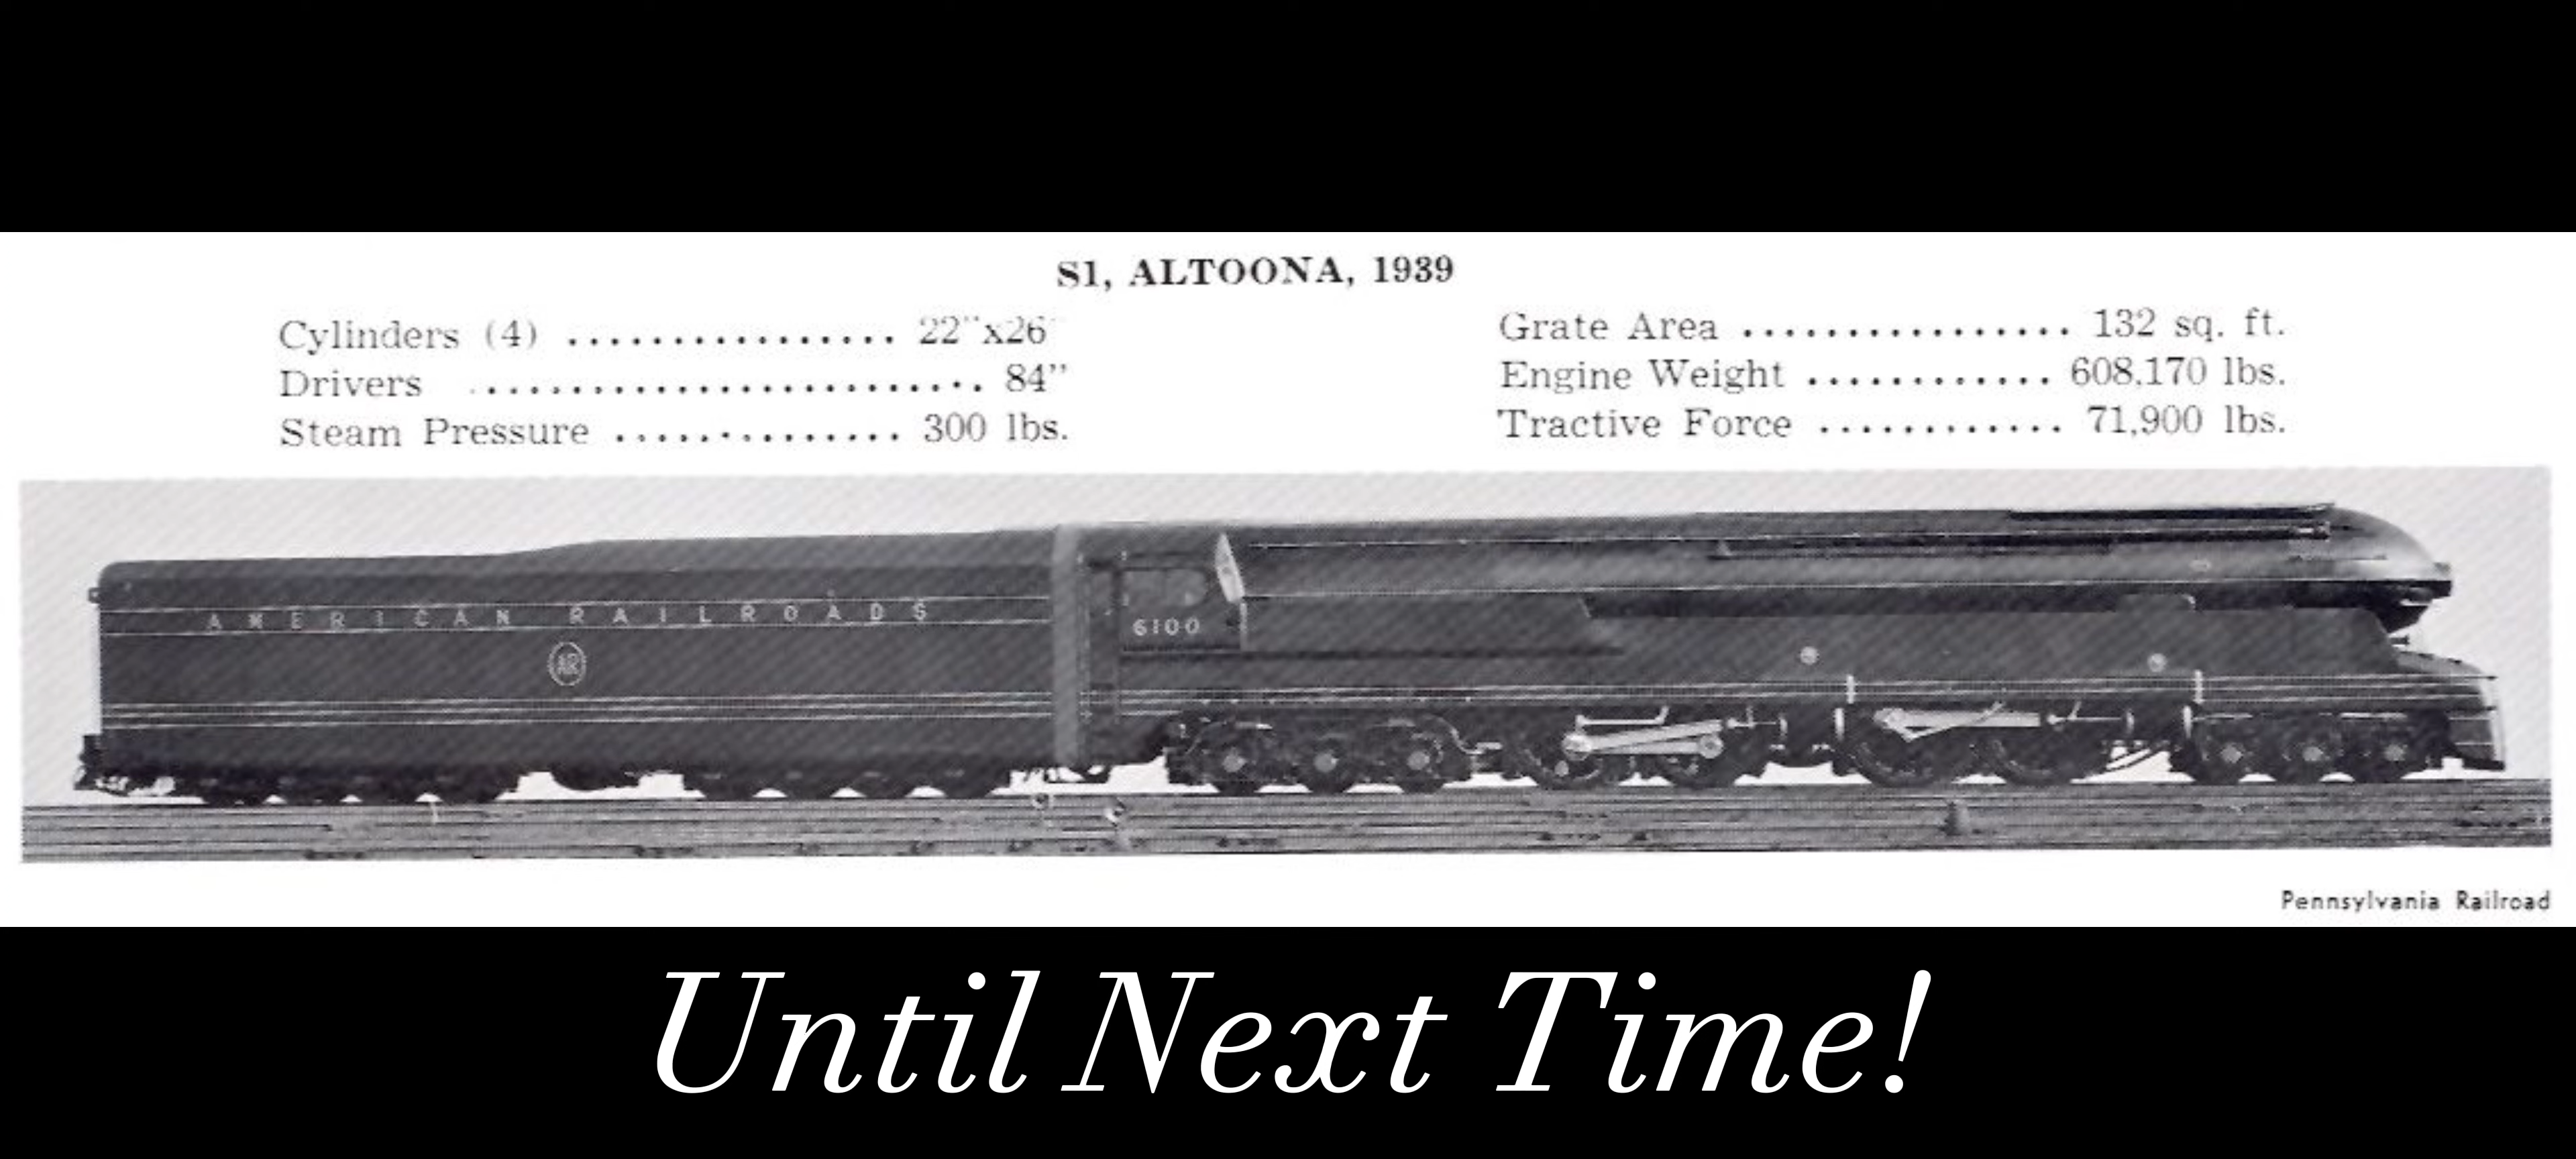 S1, ALTOONA, 1939
Cylinders (4) ................ 22"x26"
Drivers ......................... 84"
Steam Pressure .............. 300 lbs.
Grate Area ................ 132 sq. ft.
Engine Weight ............ 608.170 lbs.
Tractive Force ............ 71,900 lbs.
AMERICAN RAILROADS
AR
6100
Pennsylvania Railroad
Until Next Time!